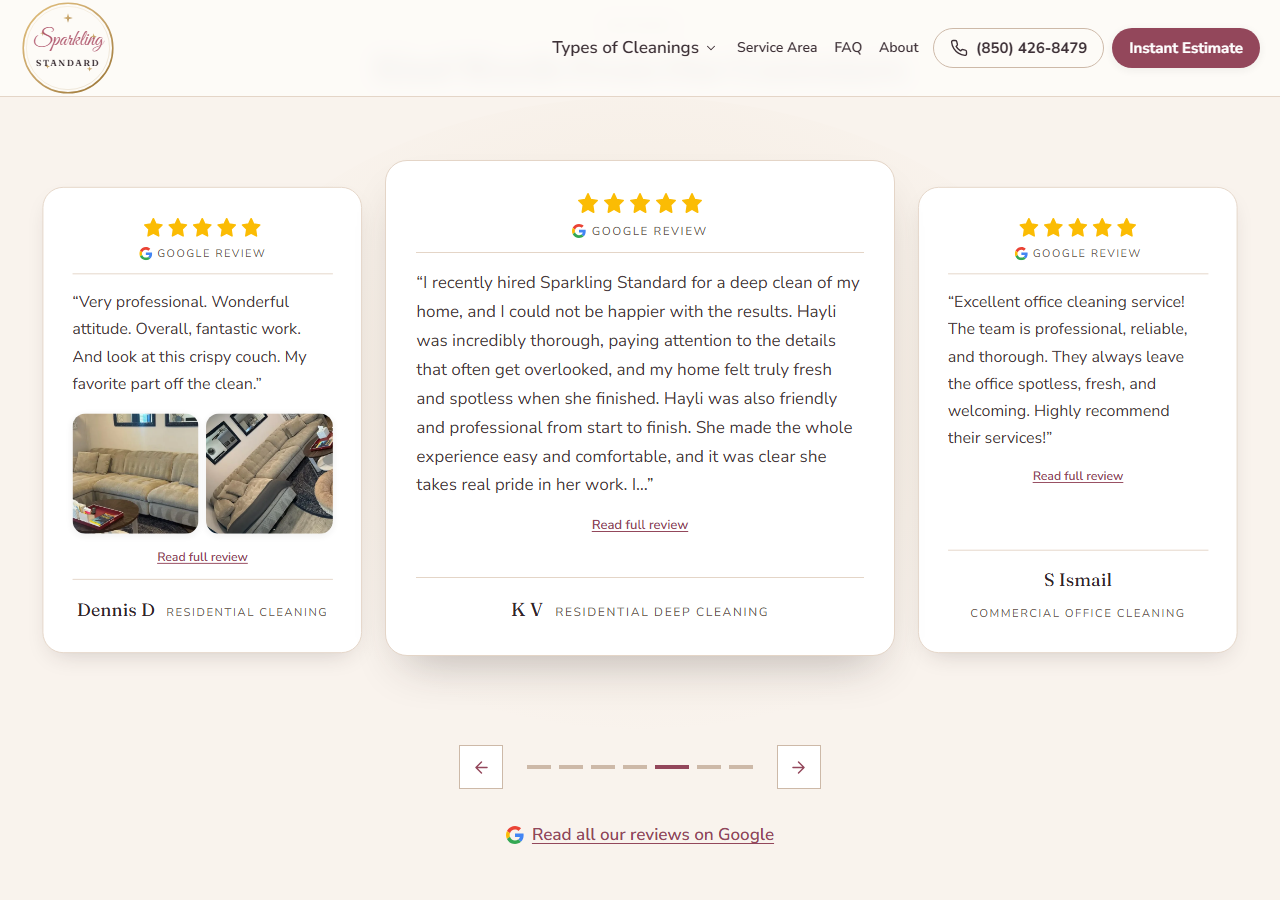 Sparkling
STANDARD
Types of Cleanings
Service Area
FAQ
About
(850) 426-8479
Instant Estimate
GOOGLE REVIEW
“Very professional. Wonderful
attitude. Overall, fantastic work.
And look at this crispy couch. My
favorite part off the clean.”
Read full review
Dennis D RESIDENTIAL CLEANING
GOOGLE REVIEW
“I recently hired Sparkling Standard for a deep clean of my
home, and I could not be happier with the results. Hayli
was incredibly thorough, paying attention to the details
that often get overlooked, and my home felt truly fresh
and spotless when she finished. Hayli was also friendly
and professional from start to finish. She made the whole
experience easy and comfortable, and it was clear she
takes real pride in her work. I...”
Read full review
K V RESIDENTIAL DEEP CLEANING
GOOGLE REVIEW
“Excellent office cleaning service!
The team is professional, reliable,
and thorough. They always leave
the office spotless, fresh, and
welcoming. Highly recommend
their services!”
Read full review
S Ismail
COMMERCIAL OFFICE CLEANING
Read all our reviews on Google